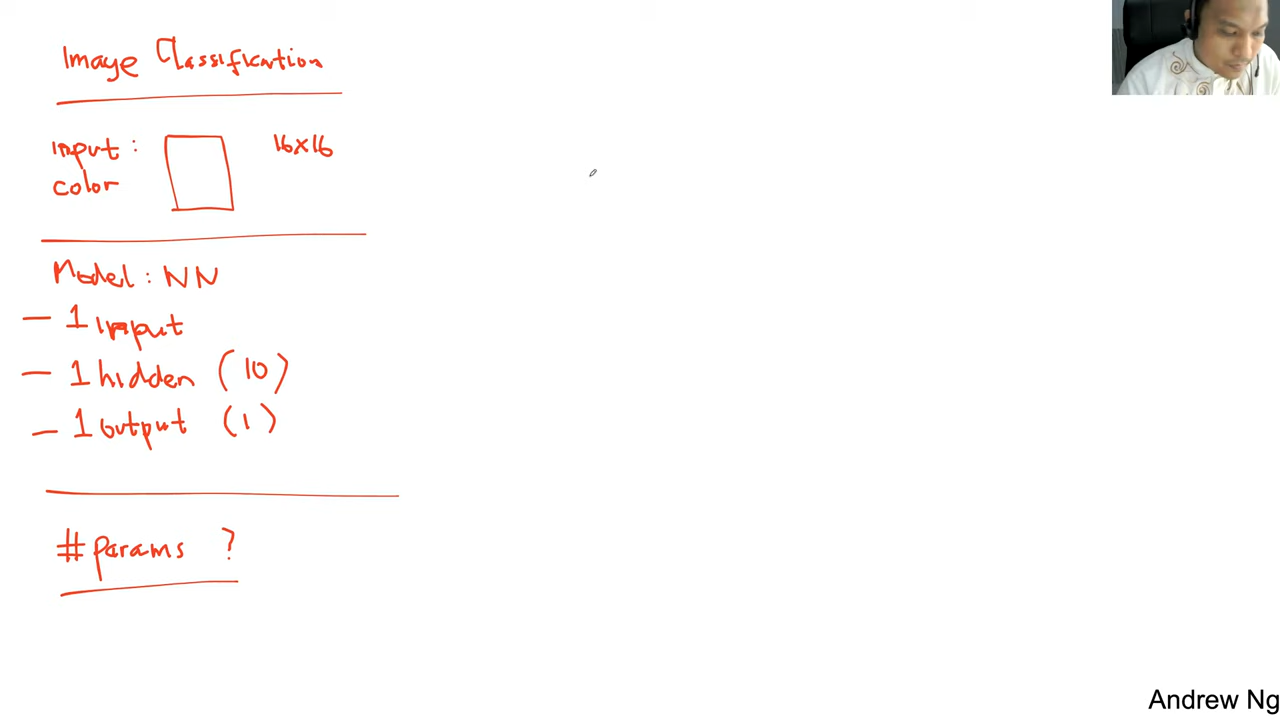 Image Classification
input : 16x16
color
Model : NN
- 1 input
- 1 hidden (10)
- 1 output (1)
#params ?
Andrew Ng